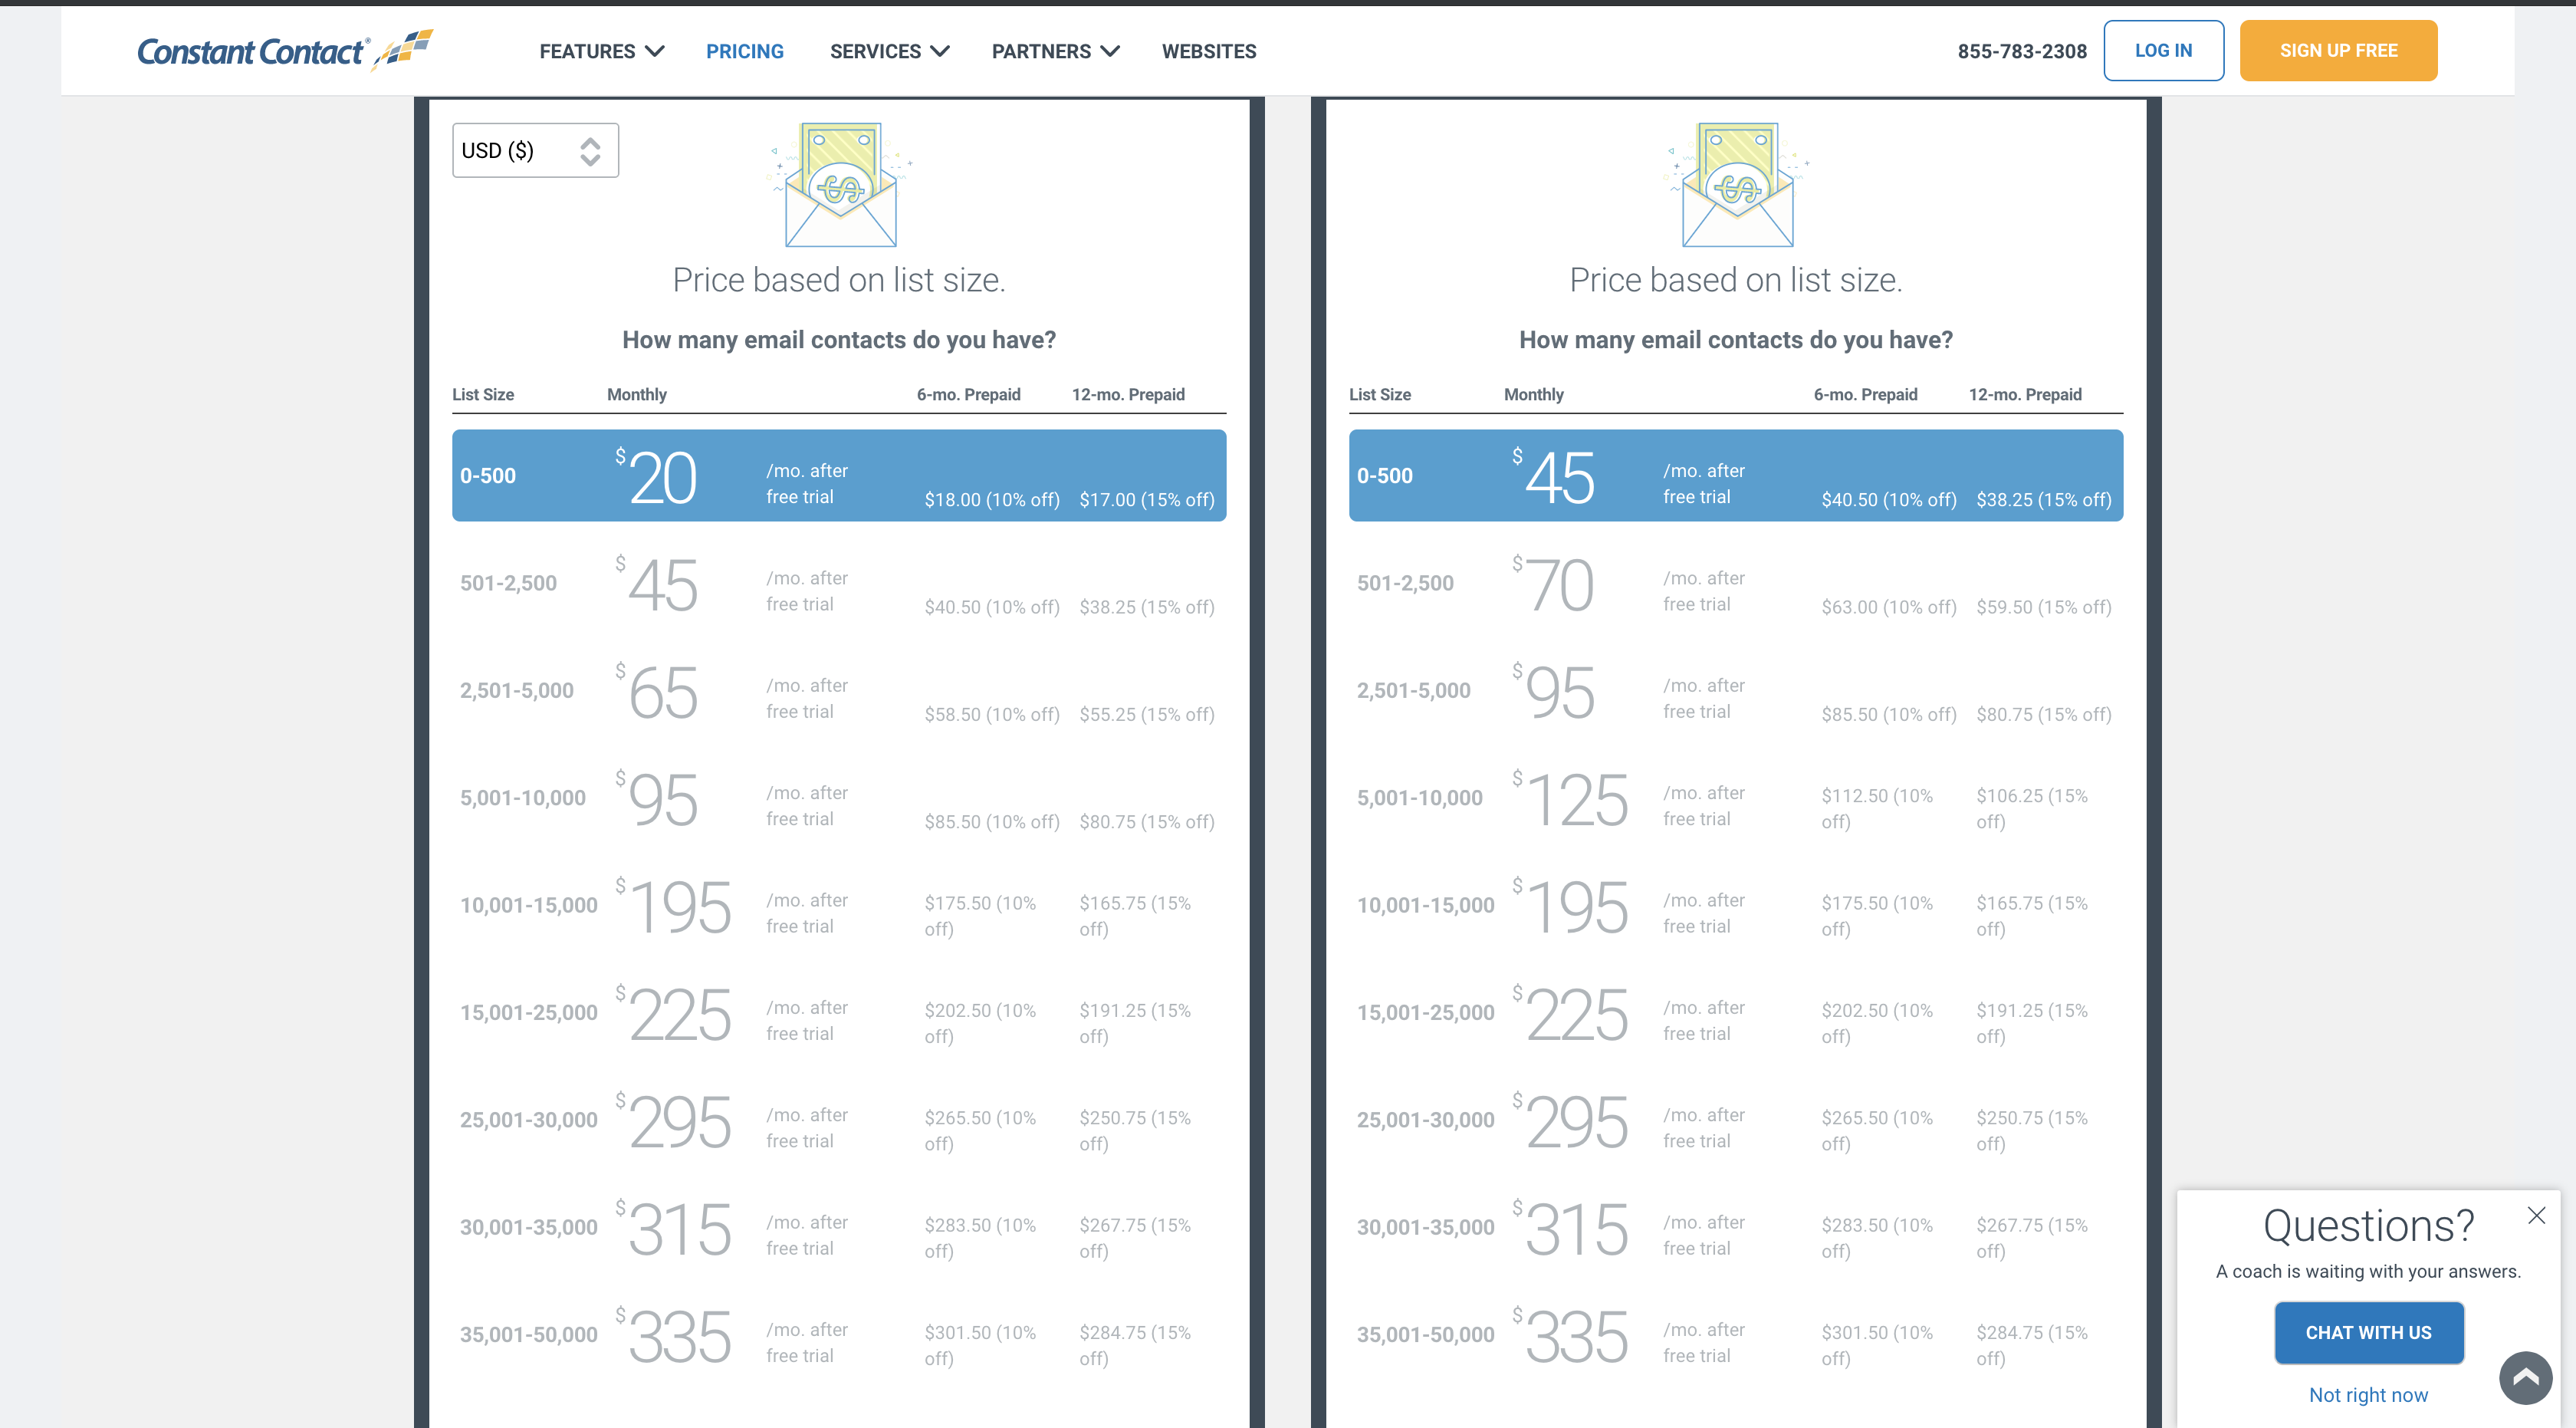 Constant Contact®
FEATURES PRICING SERVICES PARTNERS WEBSITES 855-783-2308 LOG IN SIGN UP FREE
USD ($)
$
Price based on list size.
How many email contacts do you have?
List Size Monthly 6-mo. Prepaid 12-mo. Prepaid
0-500 $20 /mo. after
free trial $18.00 (10% off) $17.00 (15% off)
501-2,500 $45 /mo. after
free trial $40.50 (10% off) $38.25 (15% off)
2,501-5,000 $65 /mo. after
free trial $58.50 (10% off) $55.25 (15% off)
5,001-10,000 $95 /mo. after
free trial $85.50 (10% off) $80.75 (15% off)
10,001-15,000 $195 /mo. after $175.50 (10% $165.75 (15%
free trial off) off)
15,001-25,000 $225 /mo. after $202.50 (10% $191.25 (15%
free trial off) off)
25,001-30,000 $295 /mo. after $265.50 (10% $250.75 (15%
free trial off) off)
30,001-35,000 $315 /mo. after $283.50 (10% $267.75 (15%
free trial off) off)
35,001-50,000 $335 /mo. after $301.50 (10% $284.75 (15%
free trial off) off)
$
Price based on list size.
How many email contacts do you have?
List Size Monthly 6-mo. Prepaid 12-mo. Prepaid
0-500 $45 /mo. after
free trial $40.50 (10% off) $38.25 (15% off)
501-2,500 $70 /mo. after
free trial $63.00 (10% off) $59.50 (15% off)
2,501-5,000 $95 /mo. after
free trial $85.50 (10% off) $80.75 (15% off)
5,001-10,000 $125 /mo. after $112.50 (10% $106.25 (15%
free trial off) off)
10,001-15,000 $195 /mo. after $175.50 (10% $165.75 (15%
free trial off) off)
15,001-25,000 $225 /mo. after $202.50 (10% $191.25 (15%
free trial off) off)
25,001-30,000 $295 /mo. after $265.50 (10% $250.75 (15%
free trial off) off)
30,001-35,000 $315 /mo. after $283.50 (10% $267.75 (15%
free trial off) off)
35,001-50,000 $335 /mo. after $301.50 (10% $284.75 (15%
free trial off) off)
Questions?
A coach is waiting with your answers.
CHAT WITH US
Not right now